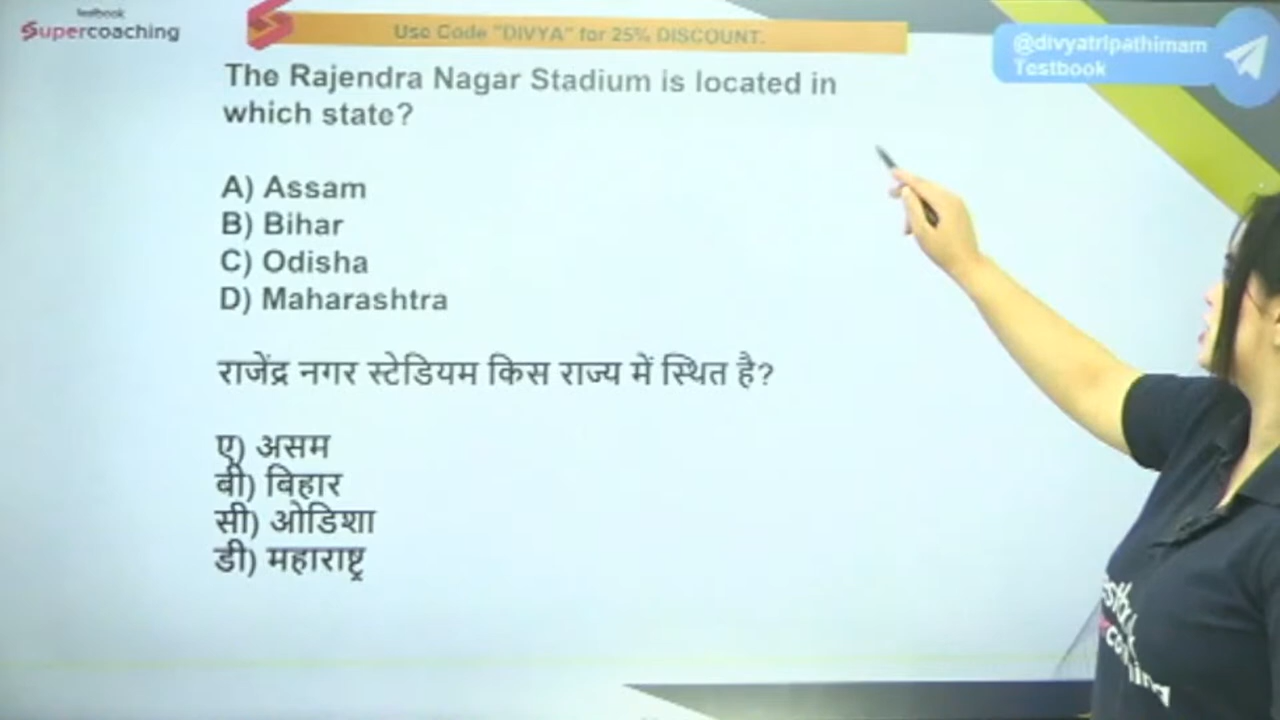 Testbook
Supercoaching
Use Code "DIVYA" for 25% DISCOUNT.
@divyatripathimam
Testbook
The Rajendra Nagar Stadium is located in
which state?
A) Assam
B) Bihar
C) Odisha
D) Maharashtra
राजेंद्र नगर स्टेडियम किस राज्य में स्थित है?
ए) असम
बी) बिहार
सी) ओडिशा
डी) महाराष्ट्र